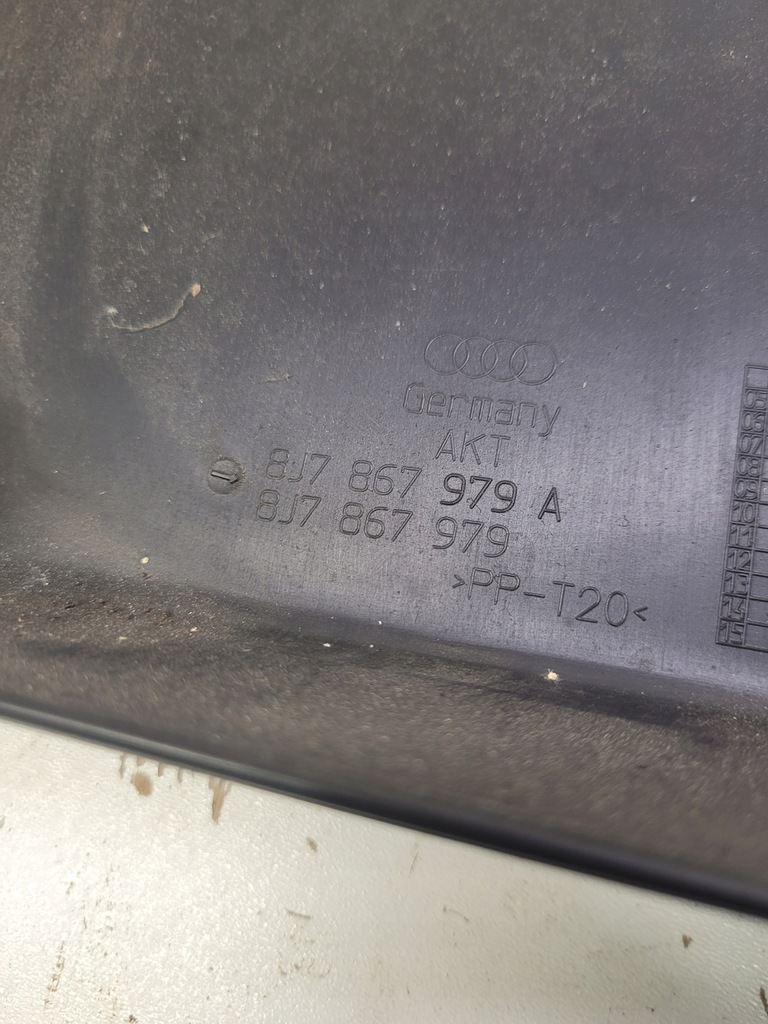 Germany
AKT
8J7 867 979 A
8J7 867 979
>PP-T20<